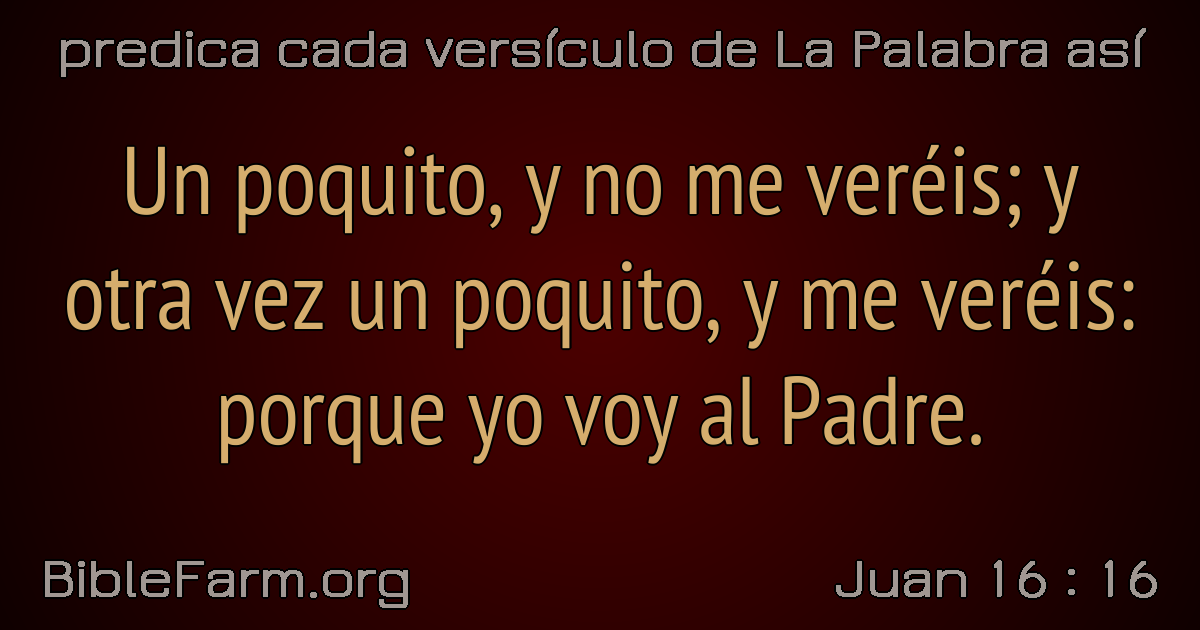 predica cada versículo de La Palabra así
Un poquito, y no me veréis; y
otra vez un poquito, y me veréis:
porque yo voy al Padre.
BibleFarm.org
Juan 16 : 16